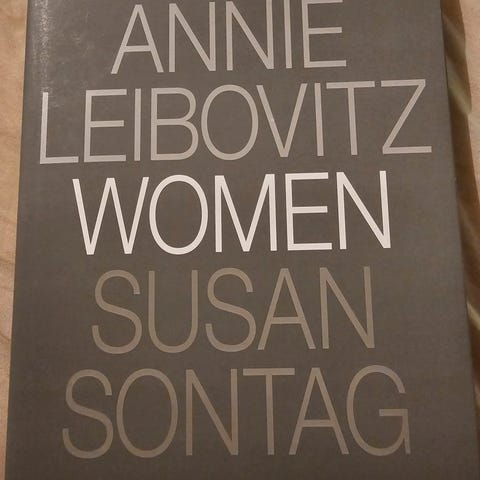 ANNIE
LEIBOVITZ
WOMEN
SUSAN
SONTAG